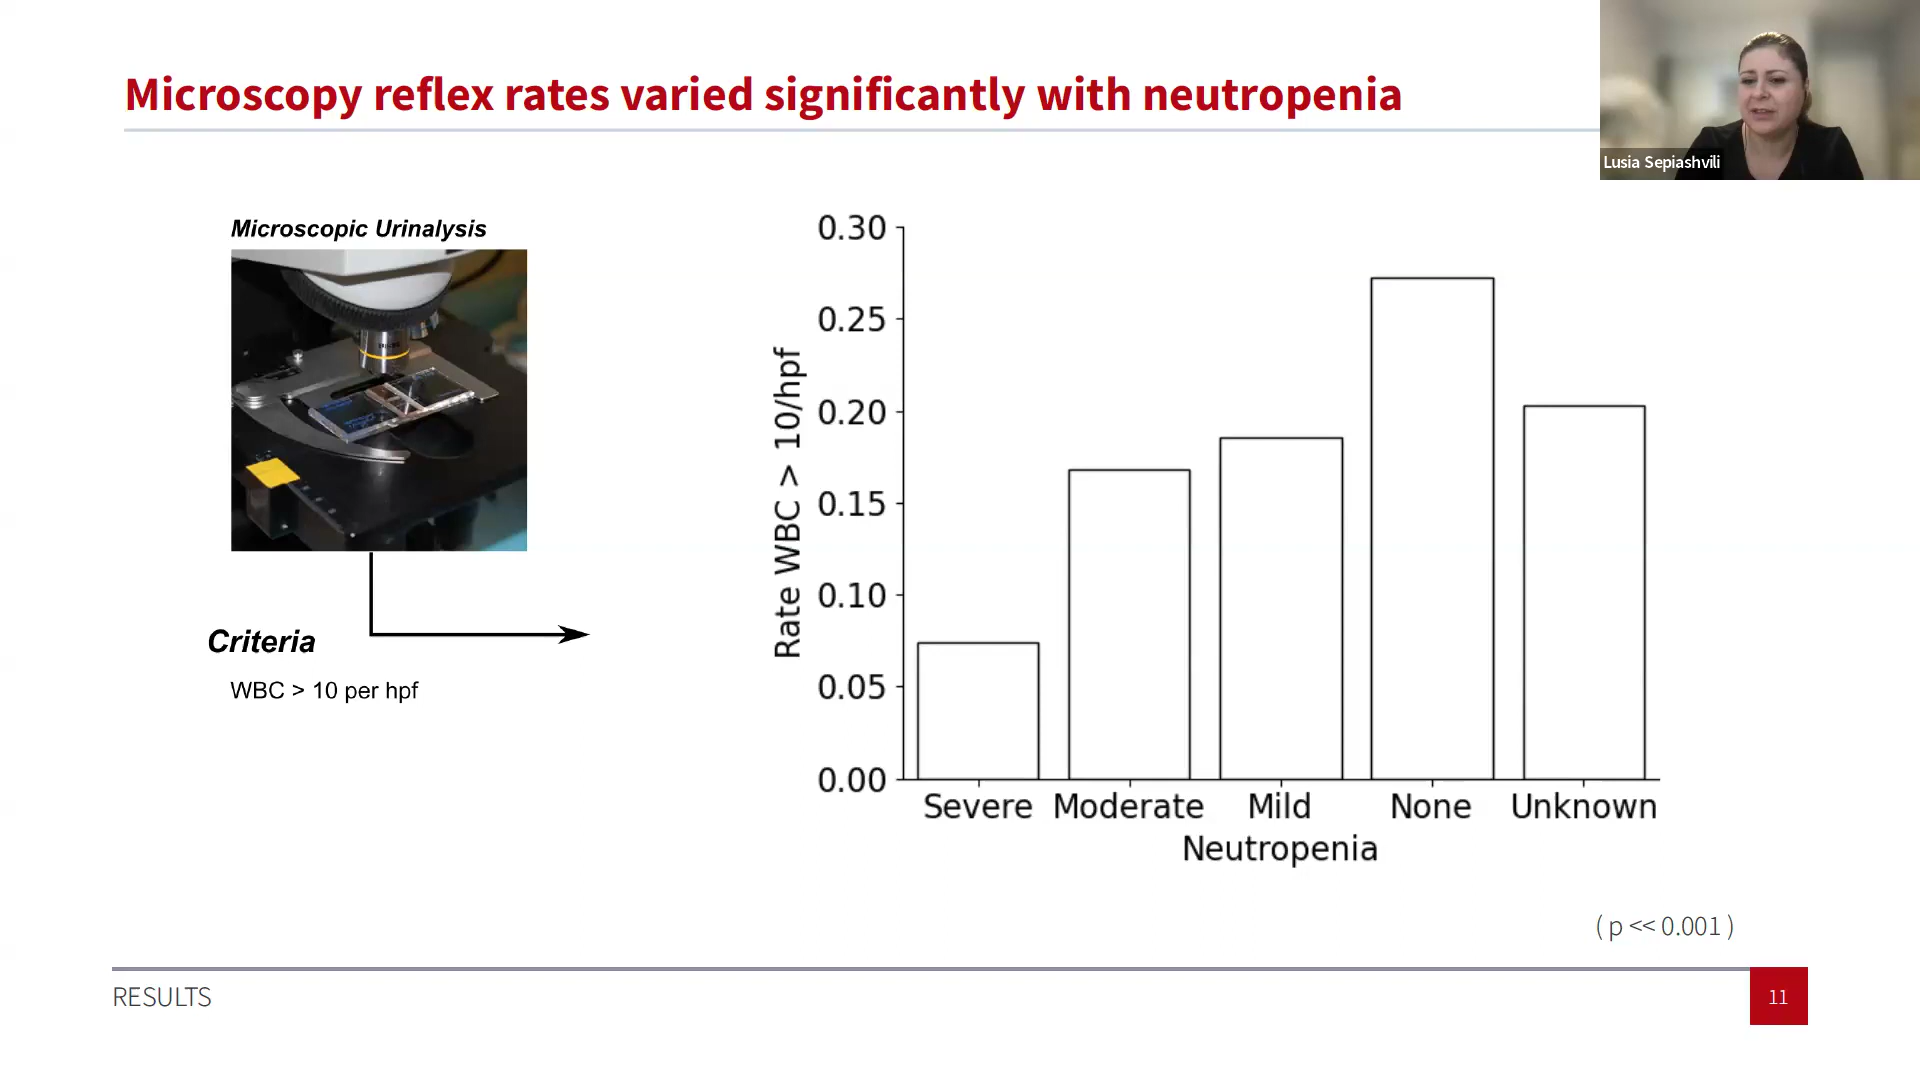 Microscopy reflex rates varied significantly with neutropenia
Lusia Sepiashvili
Microscopic Urinalysis
Criteria
WBC > 10 per hpf
Rate WBC > 10/hpf
0.30
0.25
0.20
0.15
0.10
0.05
0.00
Severe Moderate Mild None Unknown
Neutropenia
( p << 0.001 )
RESULTS
11